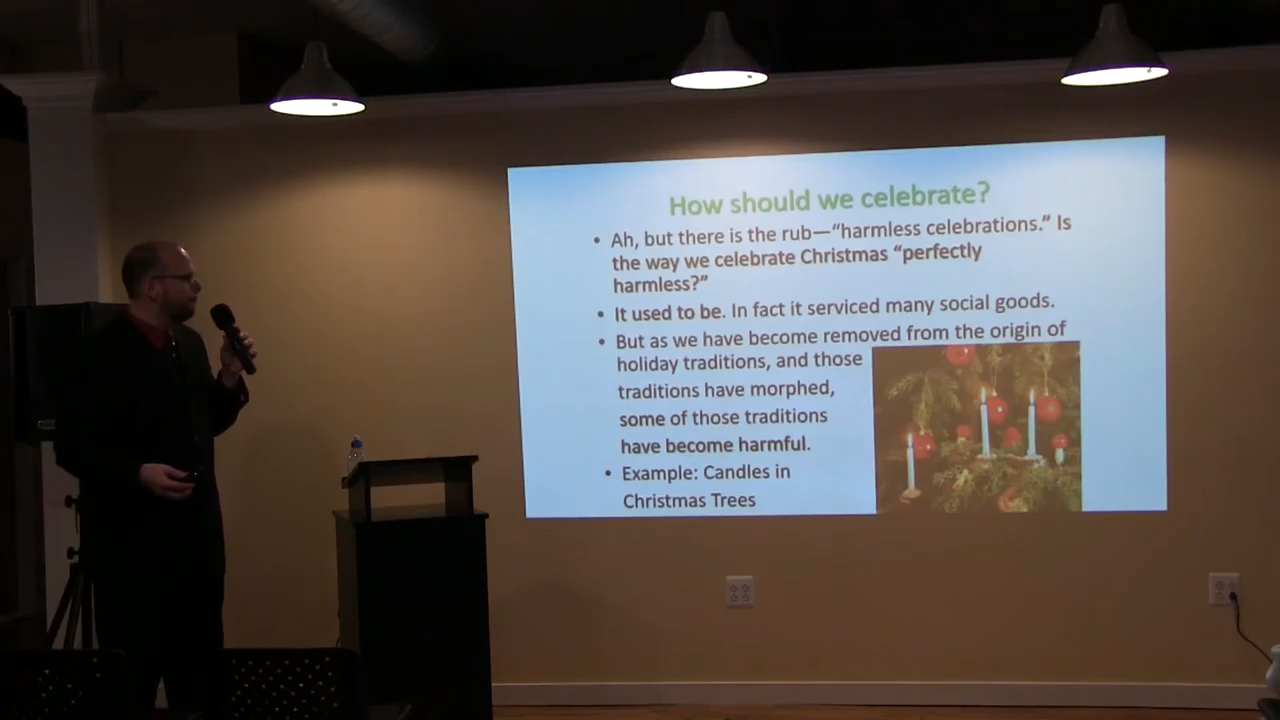 How should we celebrate?
• Ah, but there is the rub—“harmless celebrations.” Is
the way we celebrate Christmas “perfectly
harmless?”
• It used to be. In fact it serviced many social goods.
• But as we have become removed from the origin of
holiday traditions, and those
traditions have morphed,
some of those traditions
have become harmful.
• Example: Candles in
Christmas Trees